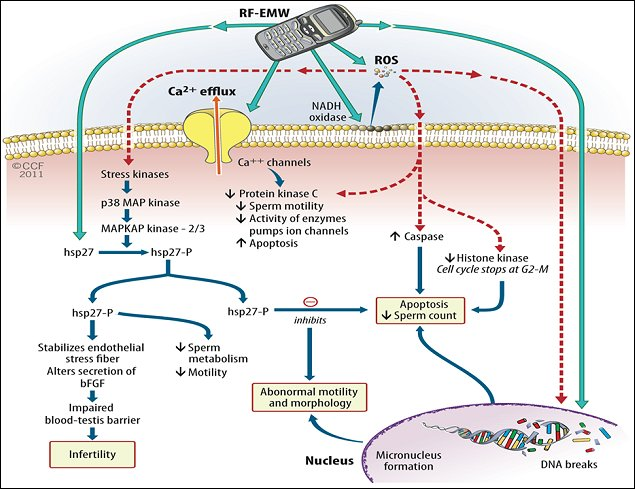 RF-EMW
ROS
Ca2+ efflux
NADH
oxidase
©CCF
2011
Ca++ channels
Stress kinases
p38 MAP kinase
MAPKAP kinase - 2/3
hsp27
hsp27-P
↓ Protein kinase C
↓ Sperm motility
↓ Activity of enzymes
pumps ion channels
↑ Apoptosis
↑ Caspase
↓ Histone kinase
Cell cycle stops at G2-M
hsp27-P
hsp27-P
inhibits
Apoptosis
↓ Sperm count
Stabilizes endothelial
stress fiber
Alters secretion of
bFGF
↓ Sperm
metabolism
↓ Motility
Impaired
blood-testis barrier
Infertility
Abonormal motility
and morphology
Nucleus
Micronucleus
formation
DNA breaks